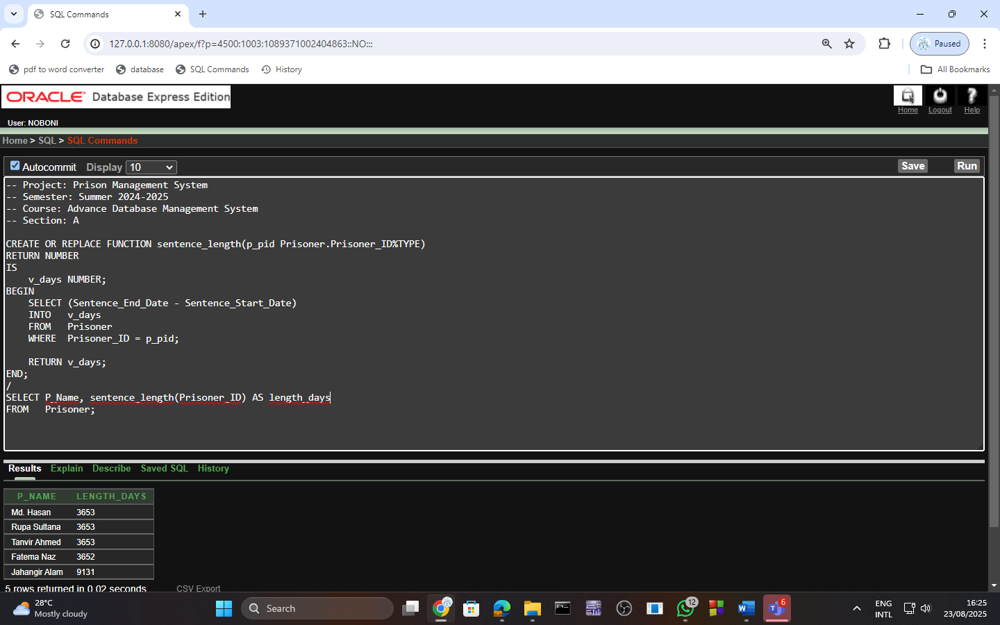 SQL Commands
127.0.0.1:8080/apex/f?p=4500:1003:1089371002404863::NO:::
Paused
pdf to word converter
database
SQL Commands
History
All Bookmarks
ORACLE Database Express Edition
Home
Logout
Help
User: NOBONI
Home > SQL > SQL Commands
Autocommit
Display
10
Save
Run
-- Project: Prison Management System
-- Semester: Summer 2024-2025
-- Course: Advance Database Management System
-- Section: A
CREATE OR REPLACE FUNCTION sentence_length(p_pid Prisoner.Prisoner_ID%TYPE)
RETURN NUMBER
IS
    v_days NUMBER;
BEGIN
    SELECT (Sentence_End_Date - Sentence_Start_Date)
    INTO   v_days
    FROM   Prisoner
    WHERE  Prisoner_ID = p_pid;
    RETURN v_days;
END;
/
SELECT P_Name, sentence_length(Prisoner_ID) AS length_days
FROM   Prisoner;
Results
Explain
Describe
Saved SQL
History
P_NAME LENGTH_DAYS
Md. Hasan 3653
Rupa Sultana 3653
Tanvir Ahmed 3653
Fatema Naz 3652
Jahangir Alam 9131
5 rows returned in 0.02 seconds
CSV Export
28°C
Mostly cloudy
Search
12
6
ENG
INTL
16:25
23/08/2025